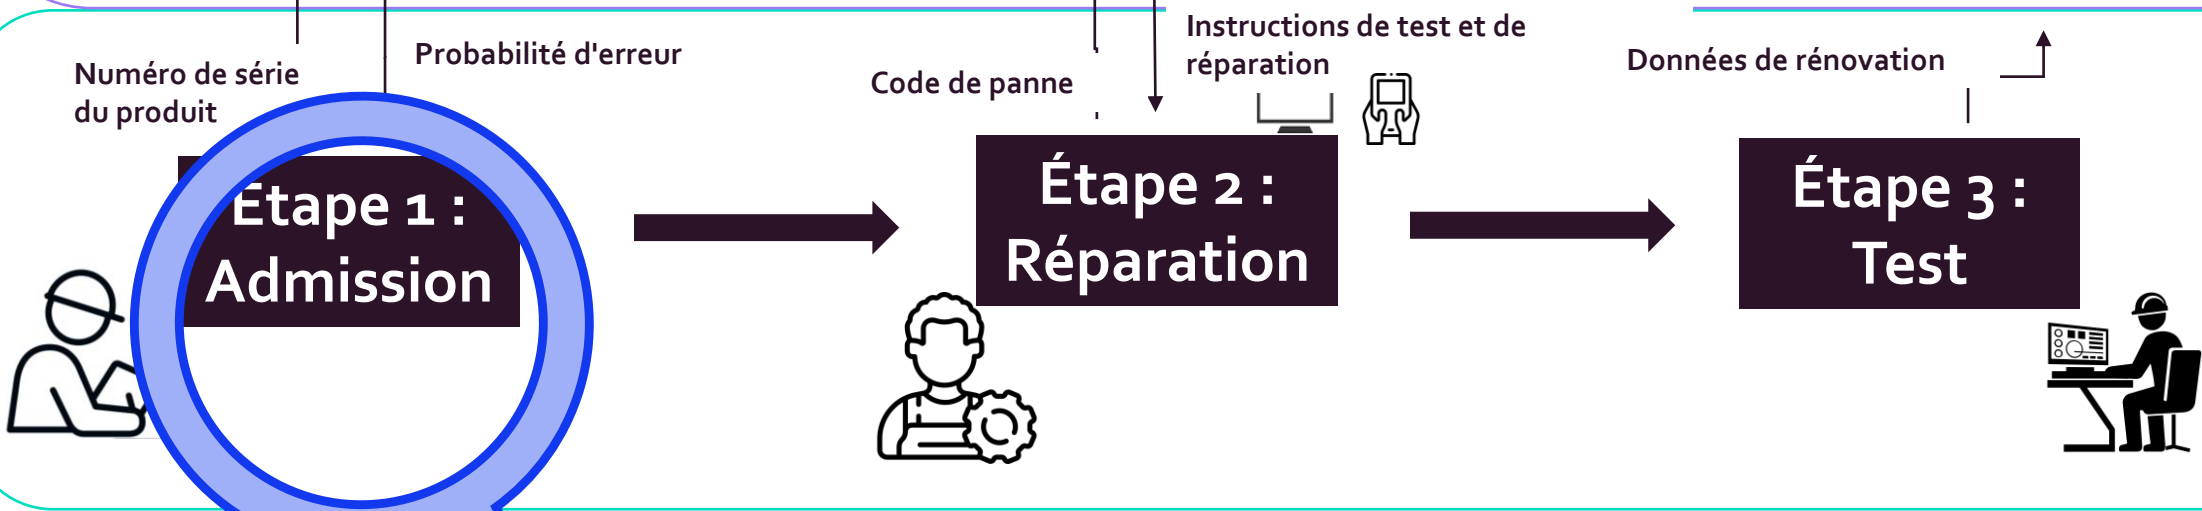 Numéro de série
du produit
Probabilité d'erreur
Code de panne
Instructions de test et de
réparation
Données de rénovation
Étape 1 :
Admission
Étape 2 :
Réparation
Étape 3 :
Test